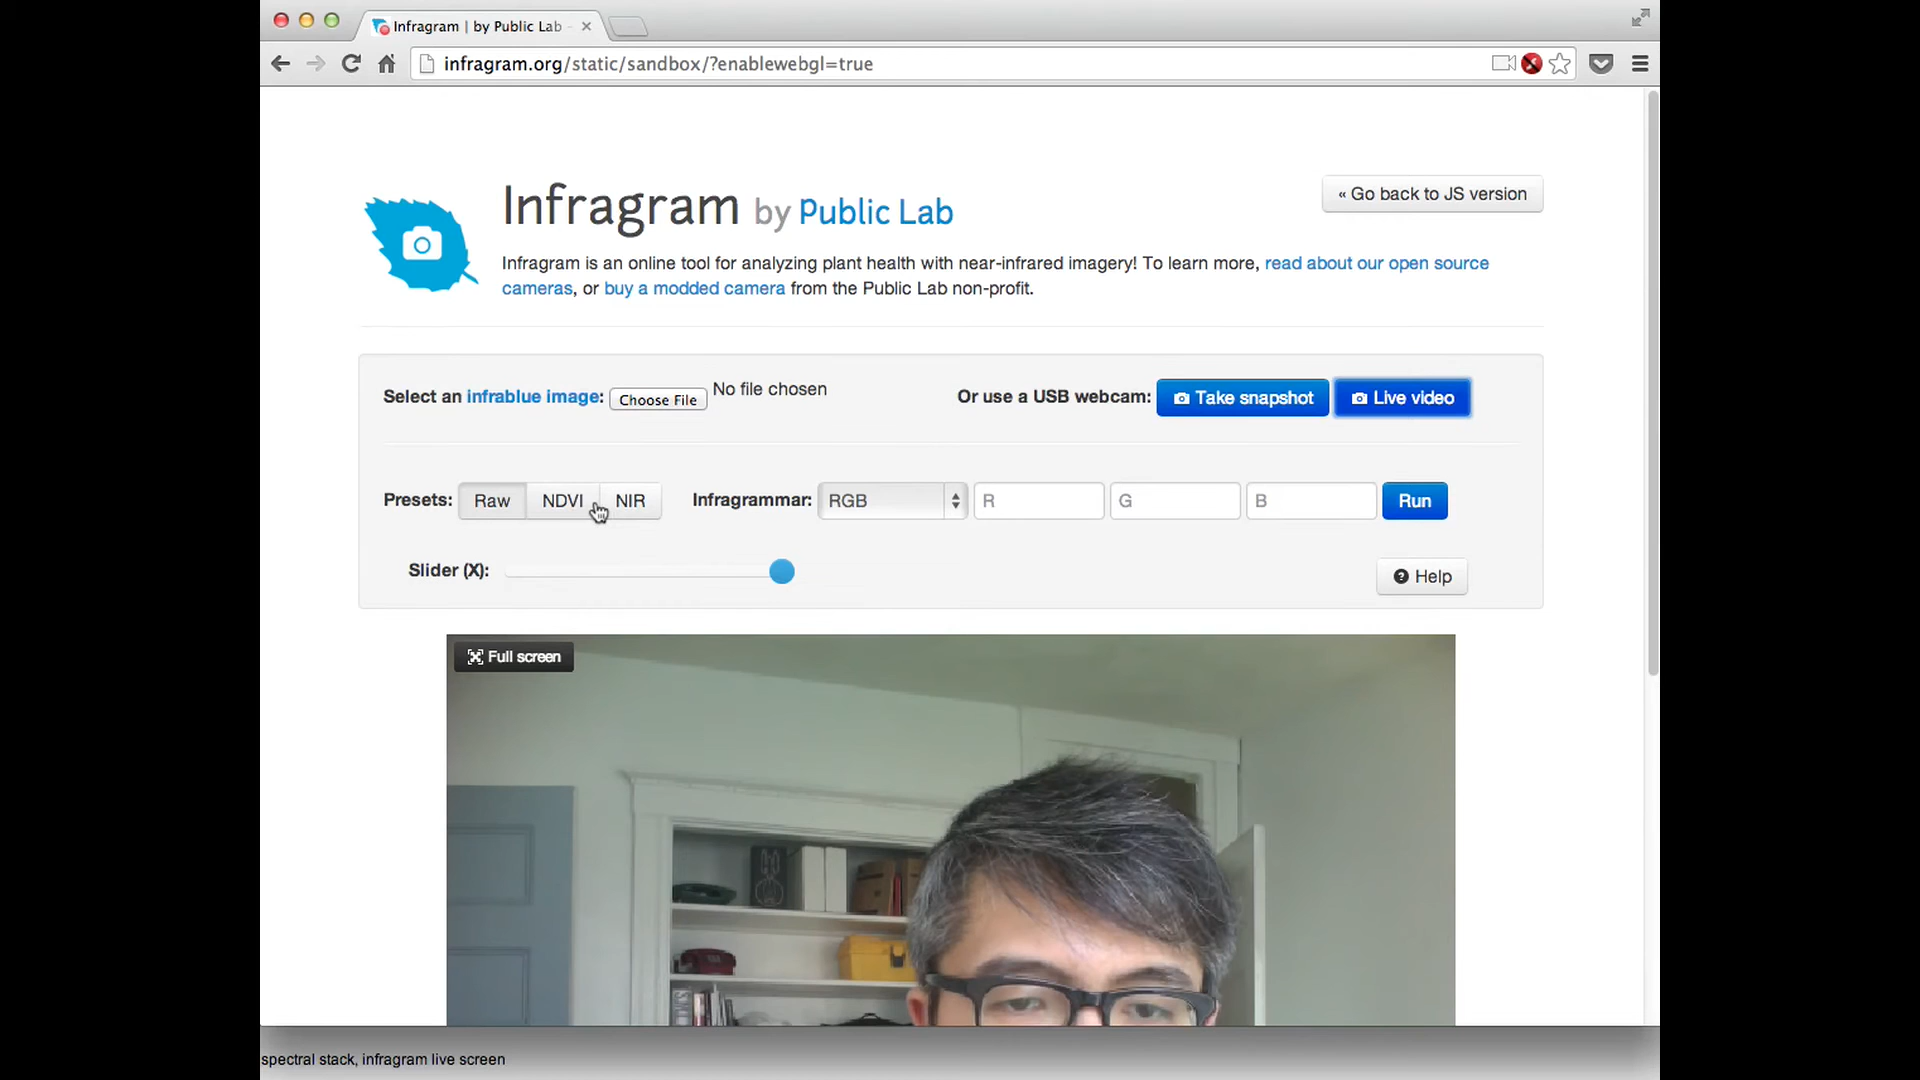 Infragram | by Public Lab
infragram.org/static/sandbox/?enablewebgl=true
Infragram by Public Lab
« Go back to JS version
Infragram is an online tool for analyzing plant health with near-infrared imagery! To learn more, read about our open source
cameras, or buy a modded camera from the Public Lab non-profit.
Select an infrablue image: Choose File No file chosen Or use a USB webcam: Take snapshot Live video
Presets: Raw NDVI NIR Infragrammar: RGB R G B Run
Slider (X): Help
Full screen
spectral stack, infragram live screen